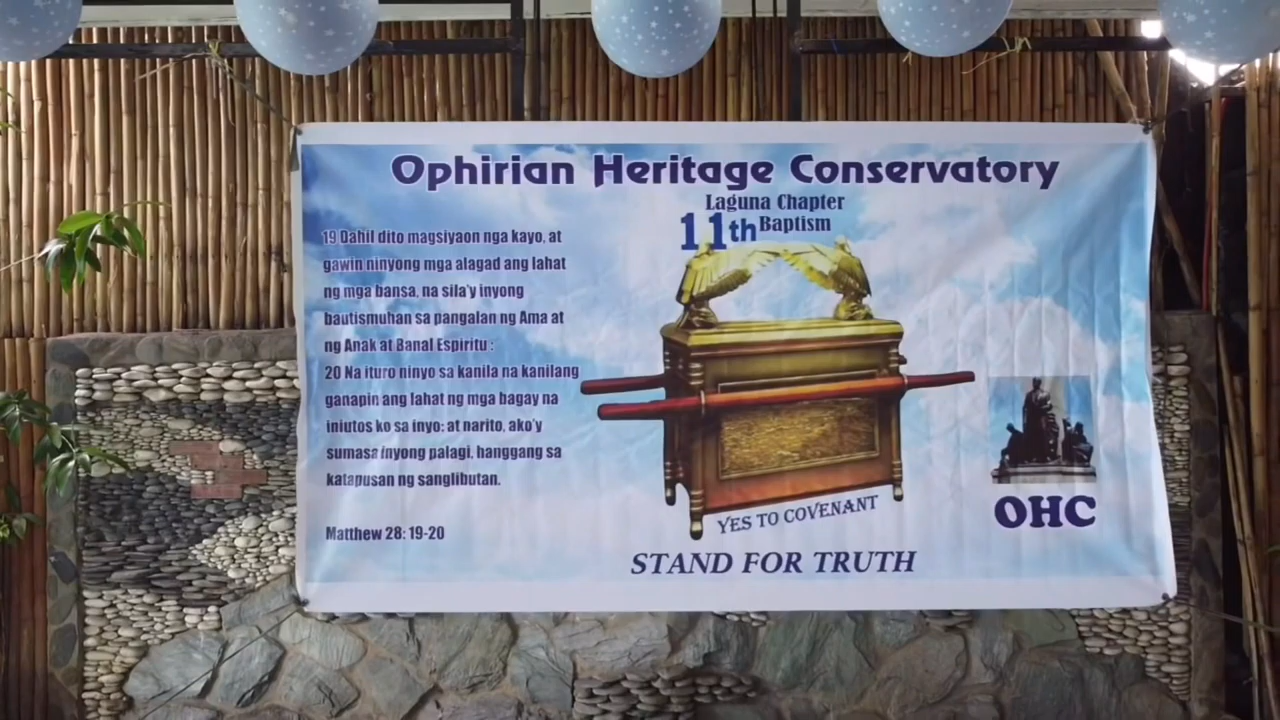 Ophirian Heritage Conservatory
Laguna Chapter
11th Baptism
19 Dahil dito magsiyaon nga kayo, at
gawin ninyong mga alagad ang lahat
ng mga bansa, na sila'y inyong
bautismuhan sa pangalan ng Ama at
ng Anak at Banal Espiritu :
20 Na ituro ninyo sa kanila na kanilang
ganapin ang lahat ng mga bagay na
iniutos ko sa inyo: at narito, ako'y
sumasa inyong palagi, hanggang sa
katapusan ng sanglibutan.
Matthew 28: 19-20
YES TO COVENANT
STAND FOR TRUTH
OHC